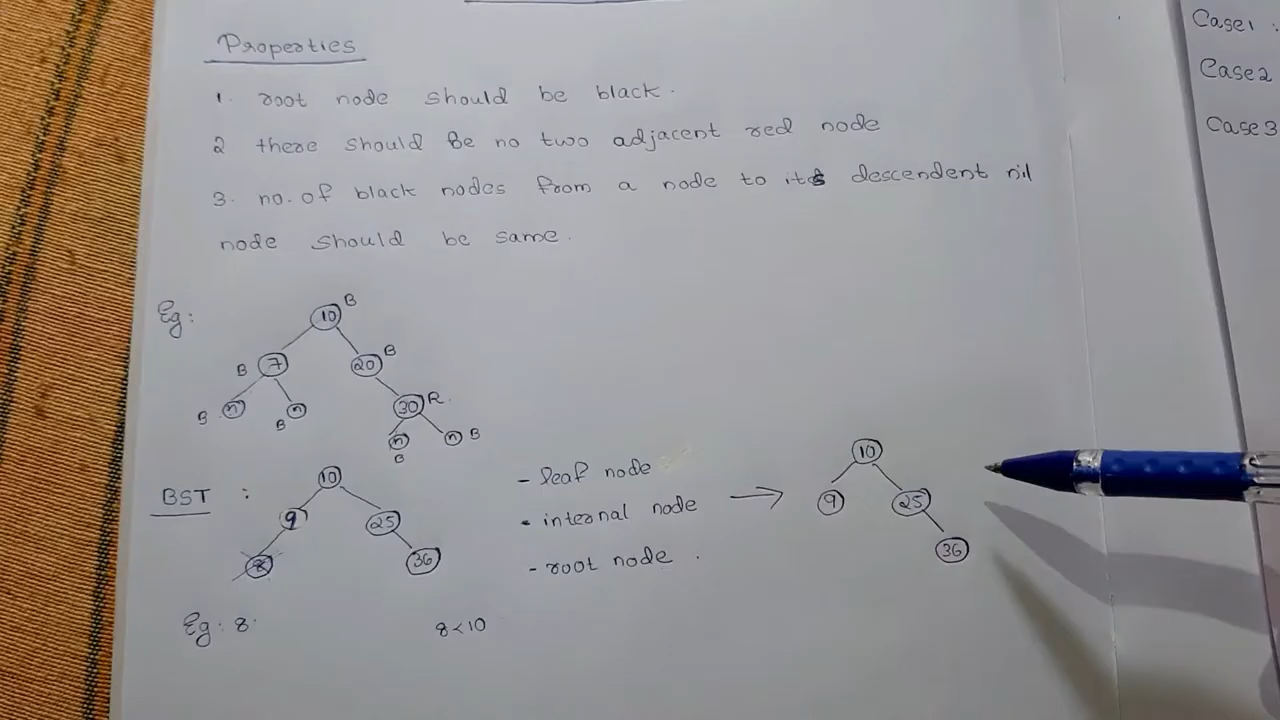 Properties
1. root node should be black.
2 there should be no two adjacent red node
3. no. of black nodes from a node to its descendent nil
node should be same.
Eg:
10 B
B 7
20 B
B n
n B
30 R.
n B
n B
BST :
10
9
25
8
36
- leaf node
- internal node
- root node .
→
10
9
25
36
Eg: 8.
8<10
Case1 :
Case2
Case3